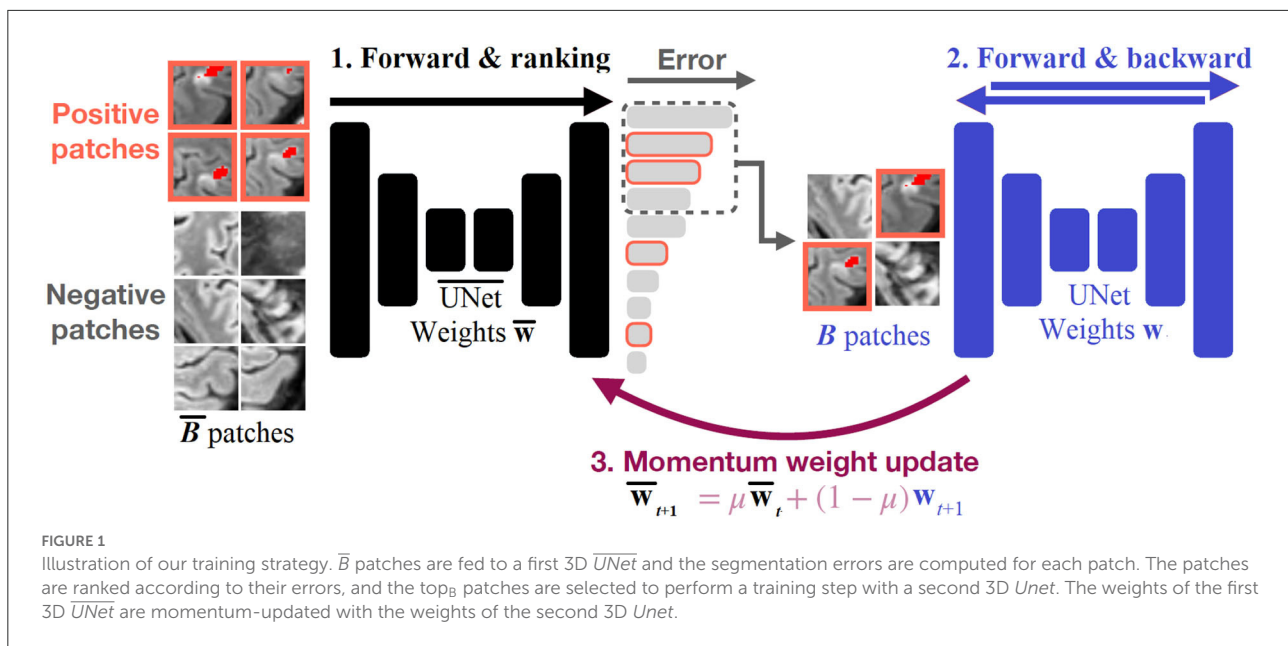 1. Forward & ranking
Error
2. Forward & backward
Positive
patches
Negative
patches
B̅ patches
U̅N̅e̅t̅
Weights w̅
B patches
UNet
Weights w
3. Momentum weight update
w̅ₜ₊₁ = μw̅ₜ + (1 − μ)wₜ₊₁
FIGURE 1
Illustration of our training strategy. B̅ patches are fed to a first 3D U̅N̅e̅t̅ and the segmentation errors are computed for each patch. The patches
are ranked according to their errors, and the top_B patches are selected to perform a training step with a second 3D Unet. The weights of the first
3D U̅N̅e̅t̅ are momentum-updated with the weights of the second 3D Unet.